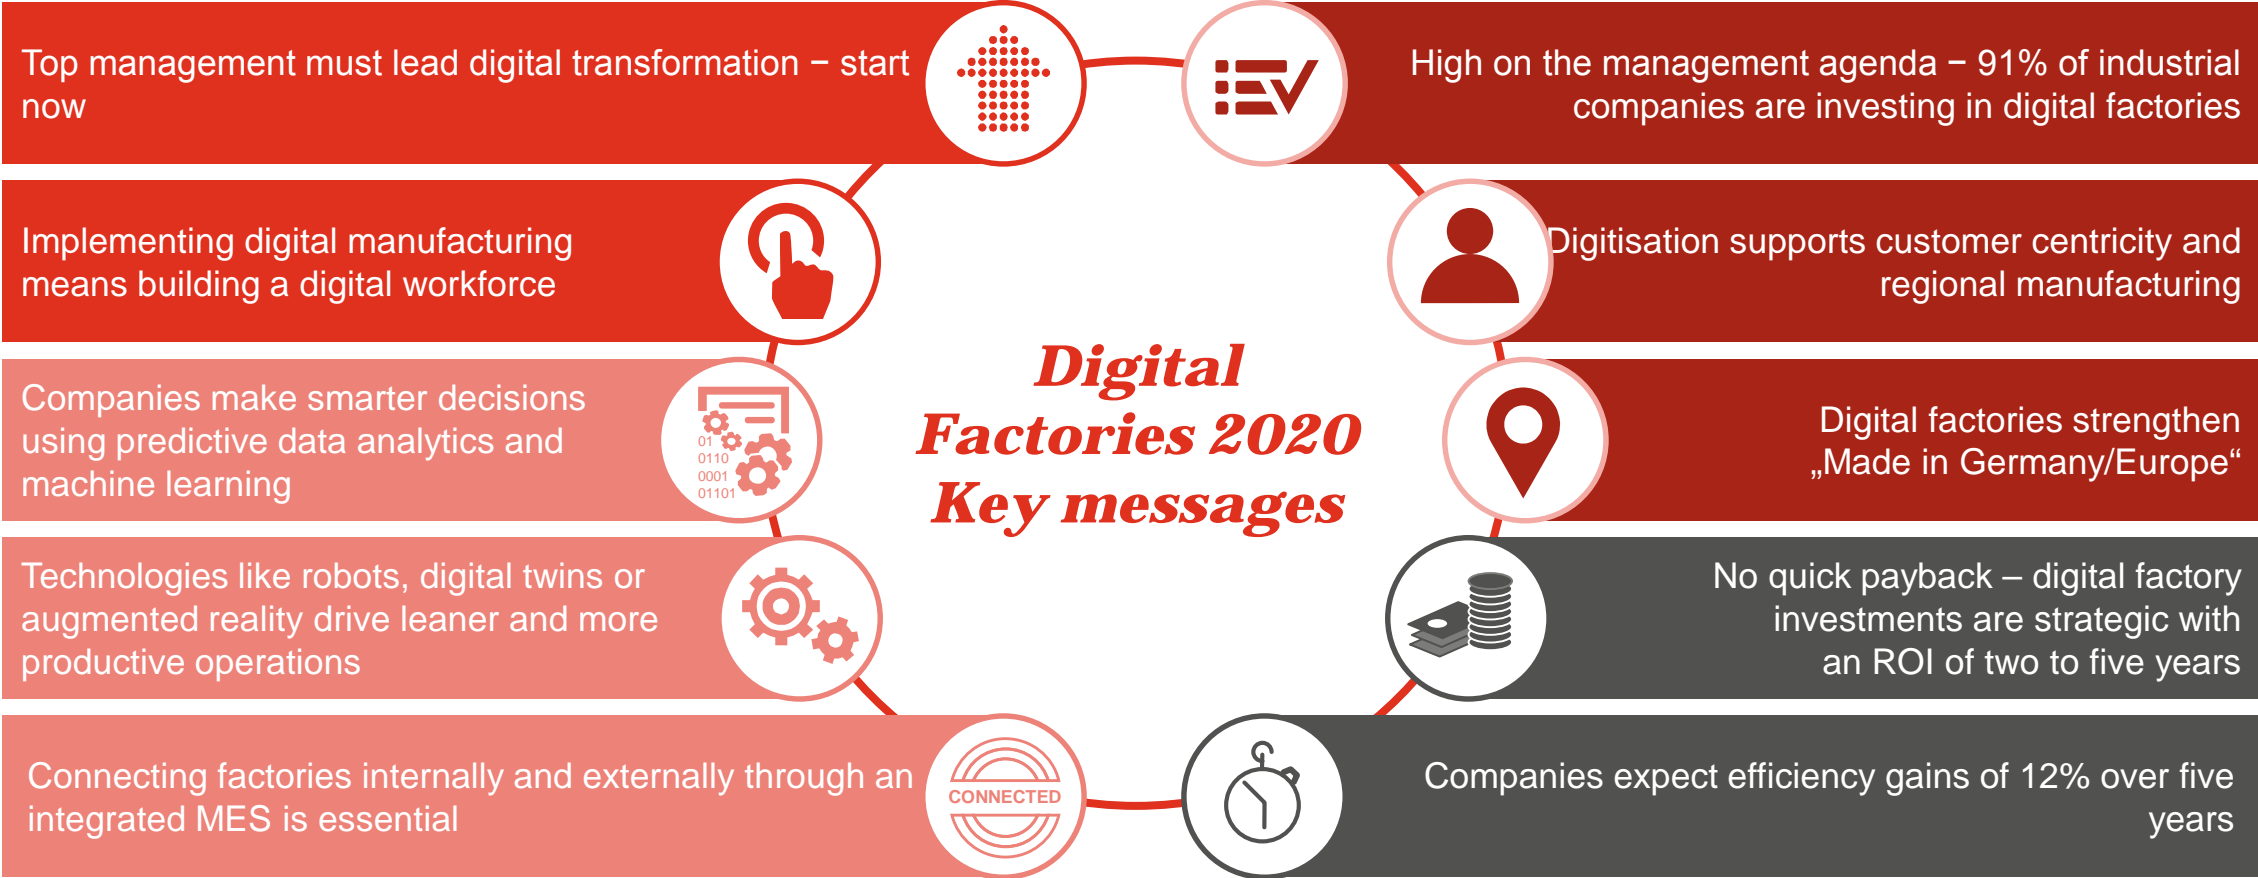 Top management must lead digital transformation − start
now
Implementing digital manufacturing
means building a digital workforce
Companies make smarter decisions
using predictive data analytics and
machine learning
01
0110
0001
01101
Technologies like robots, digital twins or
augmented reality drive leaner and more
productive operations
Connecting factories internally and externally through an
integrated MES is essential
CONNECTED
Digital
Factories 2020
Key messages
High on the management agenda − 91% of industrial
companies are investing in digital factories
Digitisation supports customer centricity and
regional manufacturing
Digital factories strengthen
„Made in Germany/Europe“
No quick payback – digital factory
investments are strategic with
an ROI of two to five years
Companies expect efficiency gains of 12% over five
years